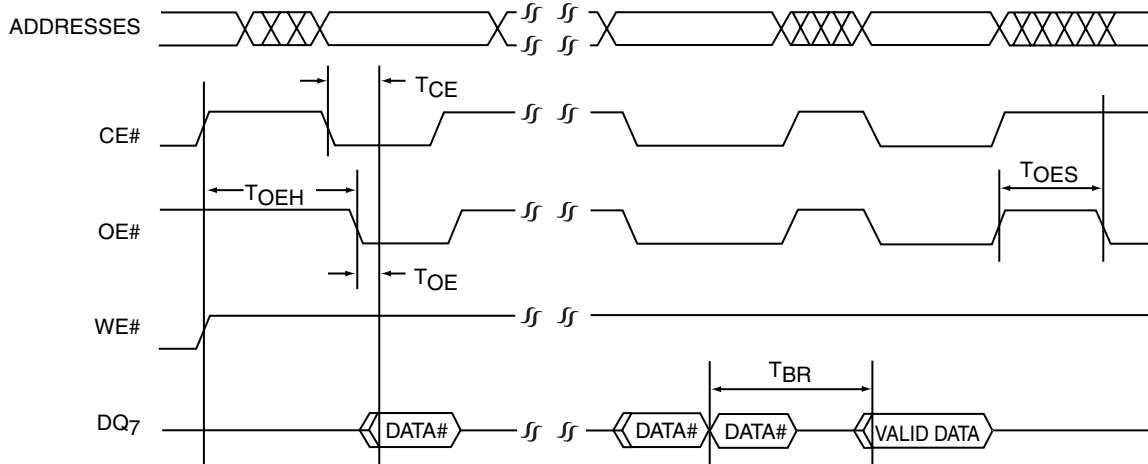 ADDRESSES
TCE
CE#
TOEH
TOES
OE#
TOE
WE#
TBR
DQ7
DATA# DATA# DATA# VALID DATA